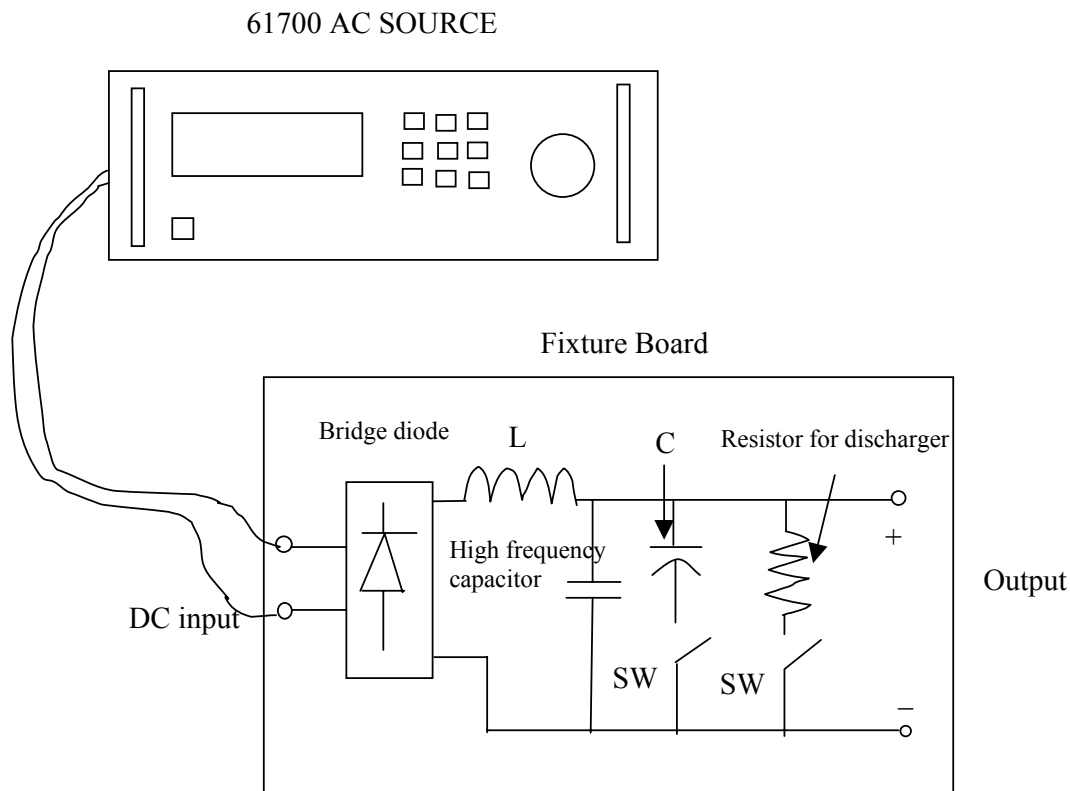 61700 AC SOURCE
Fixture Board
Bridge diode
L
C
Resistor for discharger
High frequency
capacitor
+
Output
DC input
SW
SW
–